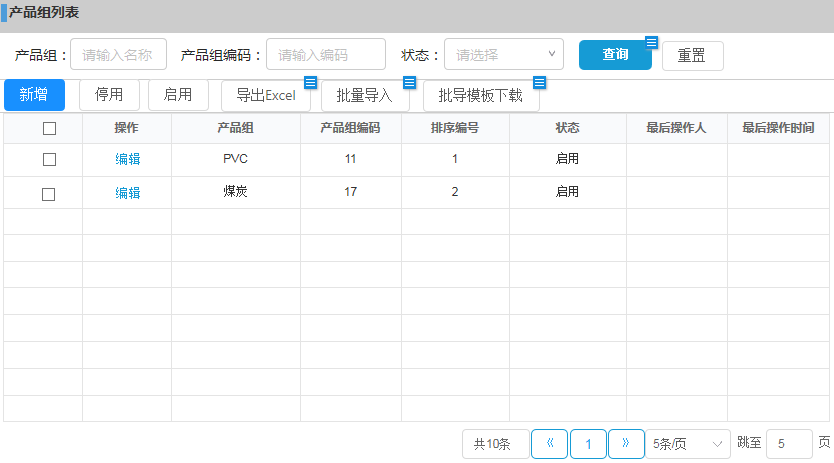 产品组列表
产品组： 请输入名称 产品组编码： 请输入编码 状态： 请选择 查询 重置
新增 停用 启用 导出Excel 批量导入 批导模板下载
操作 产品组 产品组编码 排序编号 状态 最后操作人 最后操作时间
编辑 PVC 11 1 启用
编辑 煤炭 17 2 启用
共10条 《 1 》 5条/页 跳至 5 页